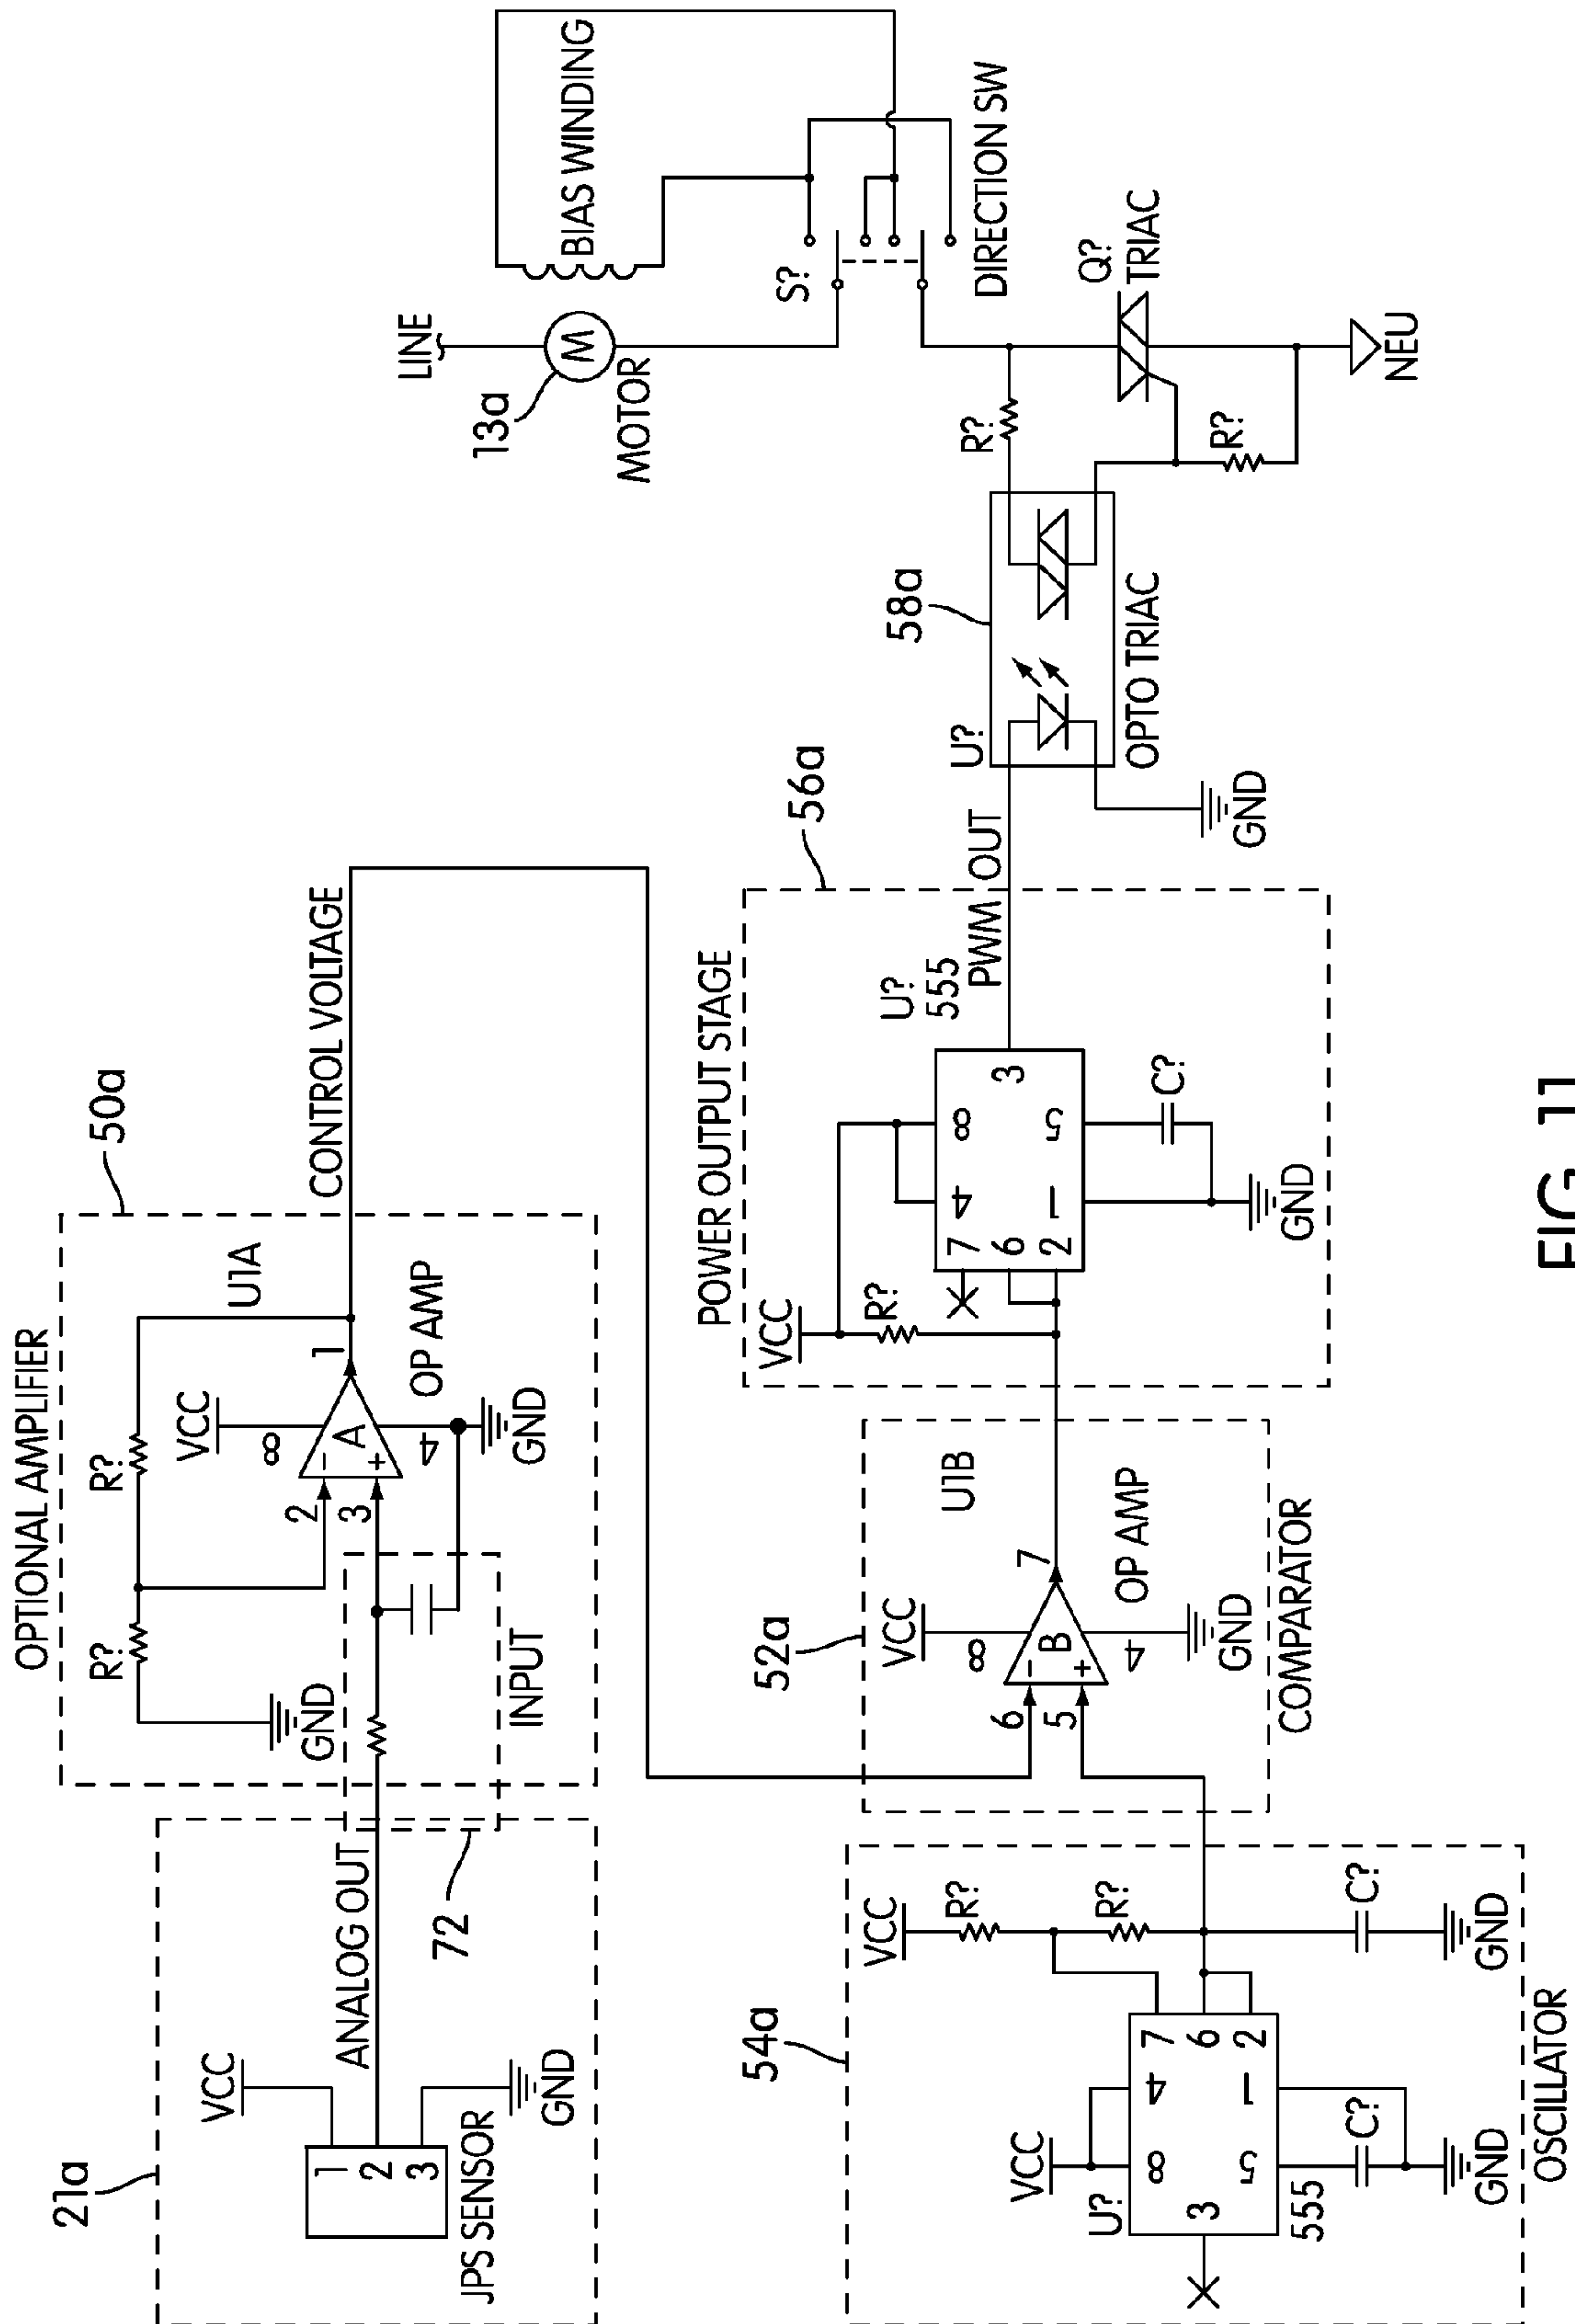 21a
VCC
1
2
3
JPS SENSOR
GND
ANALOG OUT
72
OPTIONAL AMPLIFIER
50a
R?
R?
GND
INPUT
VCC
8
2
3
-
+
A
4
1
U1A
OP AMP
GND
CONTROL VOLTAGE
54a
VCC
U?
8
4
7
6
2
3
5
1
555
C?
GND
VCC
R?
R?
C?
GND
OSCILLATOR
52a
VCC
8
6
5
-
+
B
4
7
U1B
OP AMP
GND
COMPARATOR
POWER OUTPUT STAGE
56a
VCC
R?
7
6
2
4
8
3
1
5
U?
555
C?
GND
PWM OUT
58a
U?
OPTO TRIAC
GND
LINE
13a
M
MOTOR
BIAS WINDING
S?
DIRECTION SW
R?
Q?
TRIAC
R?
NEU
FIG. 11